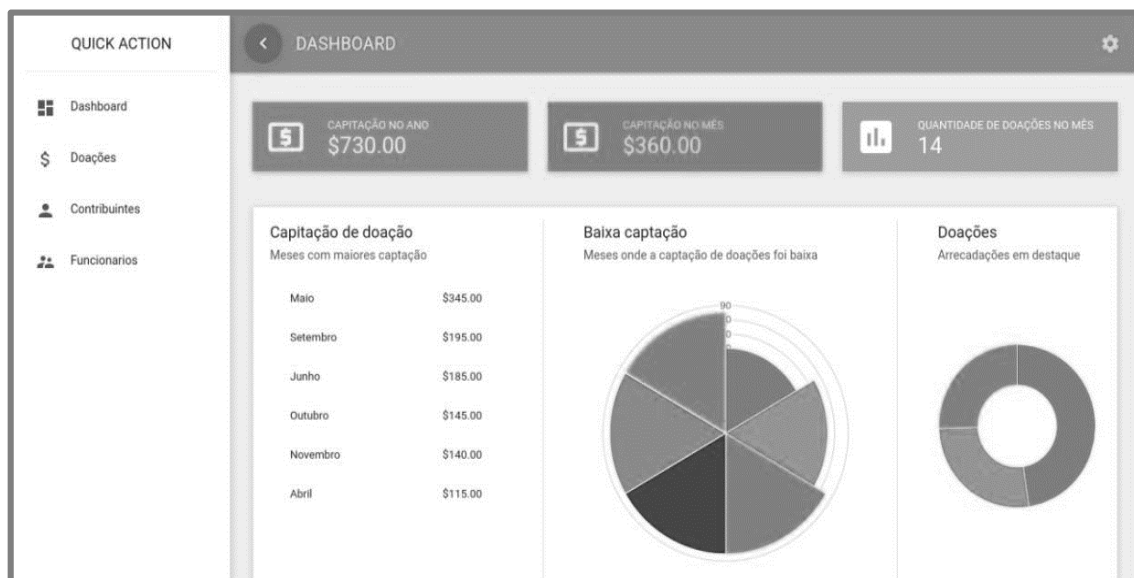 QUICK ACTION
Dashboard
Doações
Contribuintes
Funcionarios
DASHBOARD
CAPITAÇÃO NO ANO
$730.00
CAPITAÇÃO NO MÊS
$360.00
QUANTIDADE DE DOAÇÕES NO MÊS
14
Capitação de doação
Meses com maiores captação
Maio $345.00
Setembro $195.00
Junho $185.00
Outubro $145.00
Novembro $140.00
Abril $115.00
Baixa captação
Meses onde a captação de doações foi baixa
90
Doações
Arrecadações em destaque